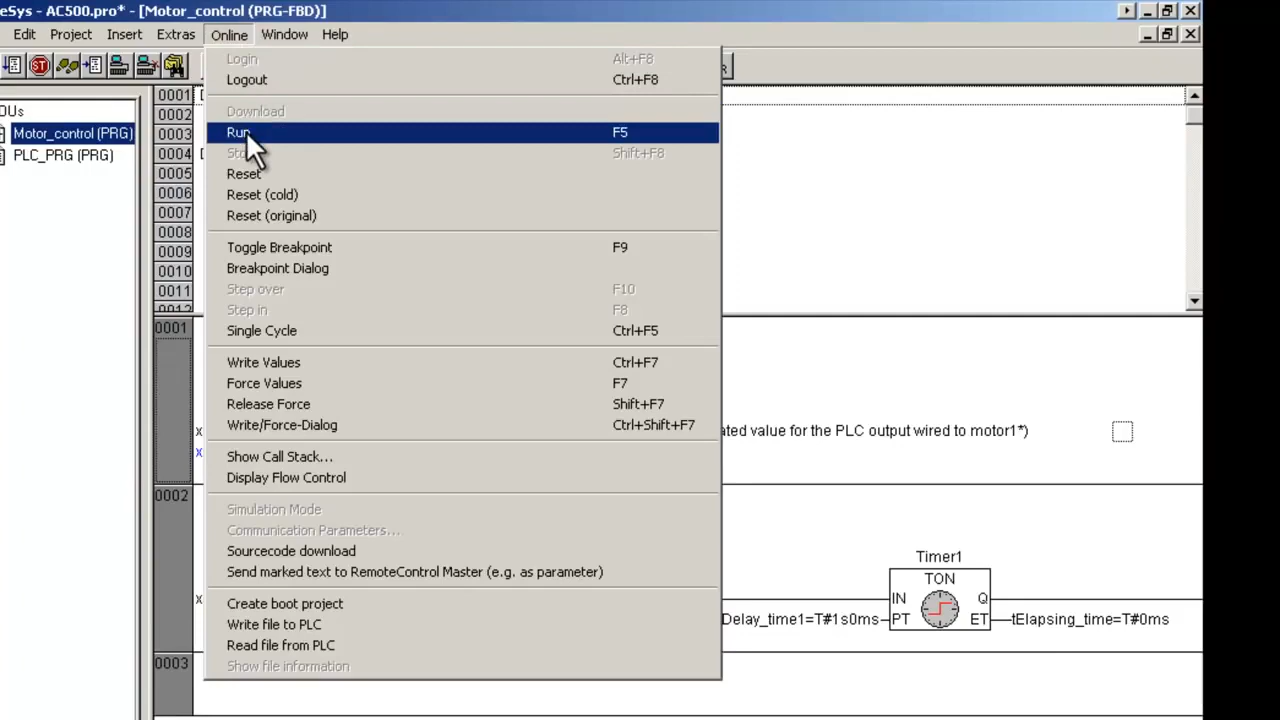 eSys - AC500.pro* - [Motor_control (PRG-FBD)]
Edit Project Insert Extras Online Window Help
Login Alt+F8
Logout Ctrl+F8
Download
Run F5
Shift+F8
Reset
Reset (cold)
Reset (original)
Toggle Breakpoint F9
Breakpoint Dialog
Step over F10
Step in F8
Single Cycle Ctrl+F5
Write Values Ctrl+F7
Force Values F7
Release Force Shift+F7
Write/Force-Dialog Ctrl+Shift+F7
Show Call Stack...
Display Flow Control
Simulation Mode
Communication Parameters...
Sourcecode download
Send marked text to RemoteControl Master (e.g. as parameter)
Create boot project
Write file to PLC
Read file from PLC
Show file information
OUs
Motor_control (PRG)
PLC_PRG (PRG)
0001
0002
0003
0004
0005
0006
0007
0008
0009
0010
0011
0012
0001
ated value for the PLC output wired to motor1*)
0002
Timer1
TON
IN Q
Delay_time1=T#1s0ms PT ET tElapsing_time=T#0ms
0003